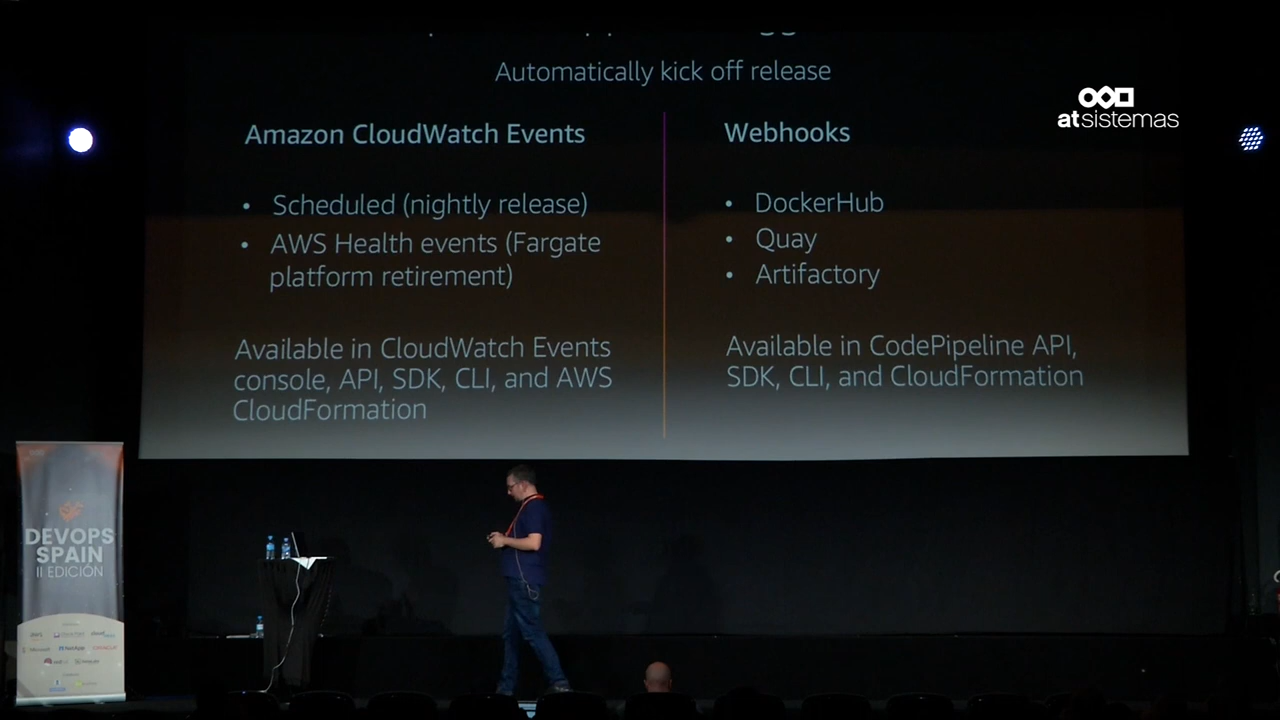 Automatically kick off release
atsistemas
Amazon CloudWatch Events
• Scheduled (nightly release)
• AWS Health events (Fargate
platform retirement)
Available in CloudWatch Events
console, API, SDK, CLI, and AWS
CloudFormation
Webhooks
• DockerHub
• Quay
• Artifactory
Available in CodePipeline API,
SDK, CLI, and CloudFormation
DEVOPS
SPAIN
II EDICIÓN
Microsoft
NetApp